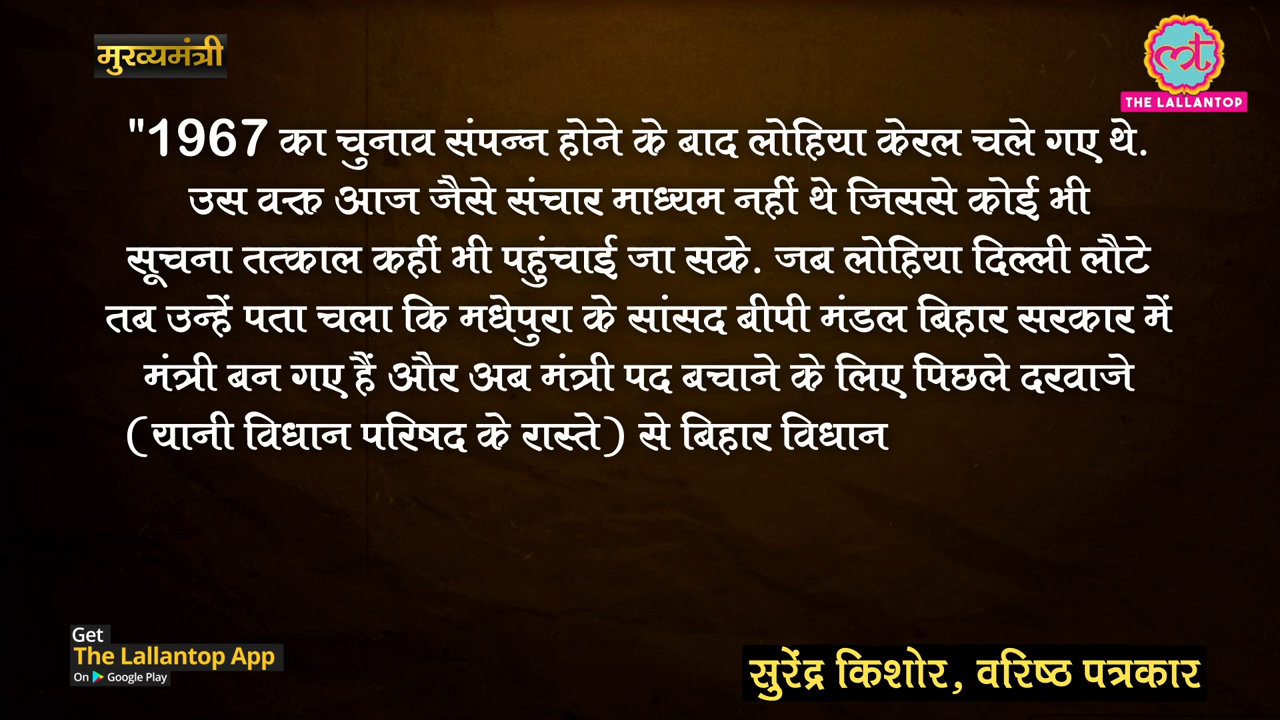 मुख्यमंत्री
THE LALLANTOP
"1967 का चुनाव संपन्न होने के बाद लोहिया केरल चले गए थे.
उस वक्त आज जैसे संचार माध्यम नहीं थे जिससे कोई भी
सूचना तत्काल कहीं भी पहुंचाई जा सके. जब लोहिया दिल्ली लौटे
तब उन्हें पता चला कि मधेपुरा के सांसद बीपी मंडल बिहार सरकार में
मंत्री बन गए हैं और अब मंत्री पद बचाने के लिए पिछले दरवाजे
(यानी विधान परिषद के रास्ते) से बिहार विधान
Get
The Lallantop App
On Google Play
सुरेंद्र किशोर, वरिष्ठ पत्रकार